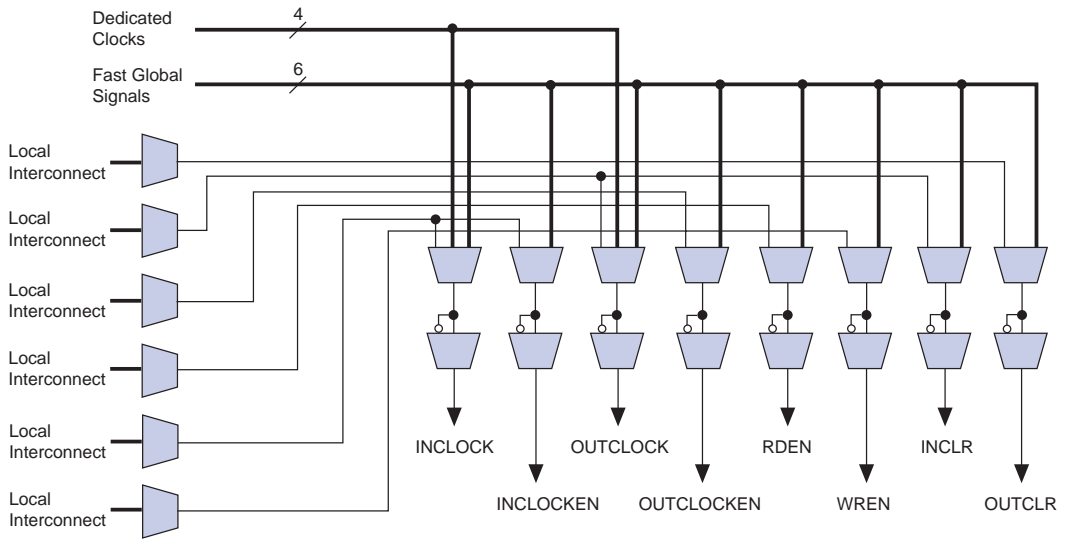 Dedicated
Clocks
4
Fast Global
Signals
6
Local
Interconnect
Local
Interconnect
Local
Interconnect
Local
Interconnect
Local
Interconnect
Local
Interconnect
INCLOCK
OUTCLOCK
RDEN
INCLR
INCLOCKEN
OUTCLOCKEN
WREN
OUTCLR